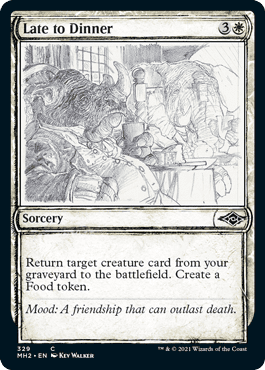 Late to Dinner 3
Sorcery
Return target creature card from your
graveyard to the battlefield. Create a
Food token.
Mood: A friendship that can outlast death.
329 C
MH2 • EN Key Walker
™ & © 2021 Wizards of the Coast